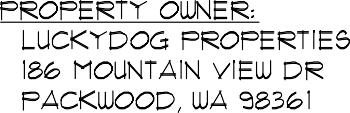 PROPERTY OWNER:
LUCKYDOG PROPERTIES
186 MOUNTAIN VIEW DR
PACKWOOD, WA 98361